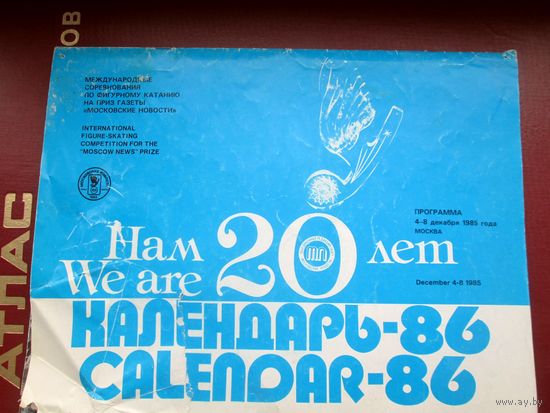 МЕЖДУНАРОДНЫЕ
СОРЕВНОВАНИЯ
ПО ФИГУРНОМУ КАТАНИЮ
НА ПРИЗ ГАЗЕТЫ
«МОСКОВСКИЕ НОВОСТИ»
INTERNATIONAL
FIGURE-SKATING
COMPETITION FOR THE
"MOSCOW NEWS" PRIZE
ПРОГРАММА
4-8 декабря 1985 года
МОСКВА
Нам 20 лет
We are
МП
December 4-8 1985
КАЛЕНДАРЬ-86
CALENDAR-86
АТЛАС
ОВ
www.ay.by